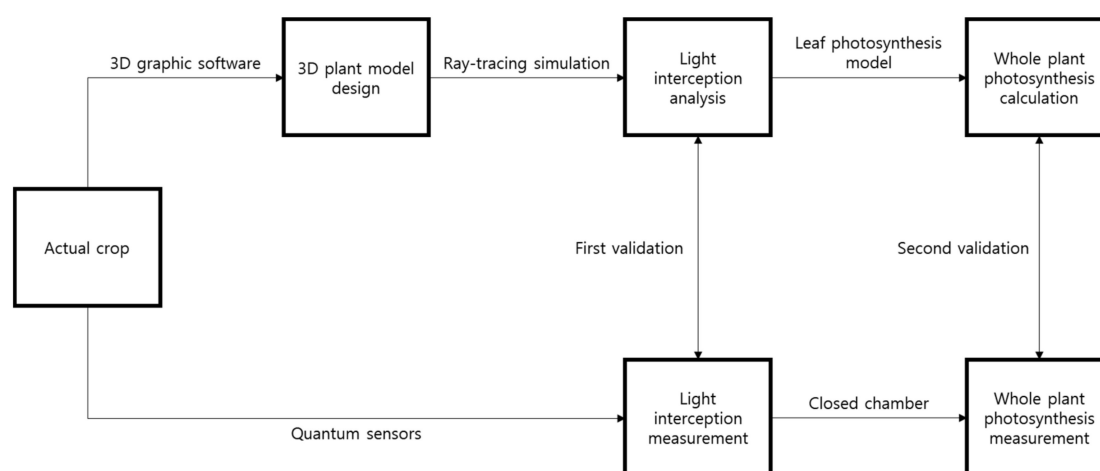 3D graphic software
3D plant model
design
Ray-tracing simulation
Light
interception
analysis
Leaf photosynthesis
model
Whole plant
photosynthesis
calculation
Actual crop
First validation
Second validation
Quantum sensors
Light
interception
measurement
Closed chamber
Whole plant
photosynthesis
measurement